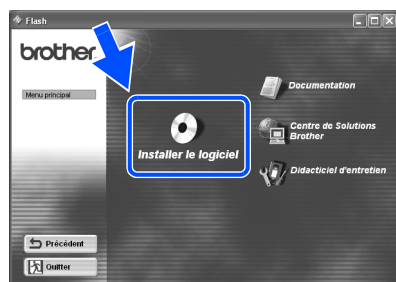 Flash
brother
Menu principal
Documentation
Installer le logiciel
Centre de Solutions
Brother
Didacticiel d'entretien
Précédent
Quitter